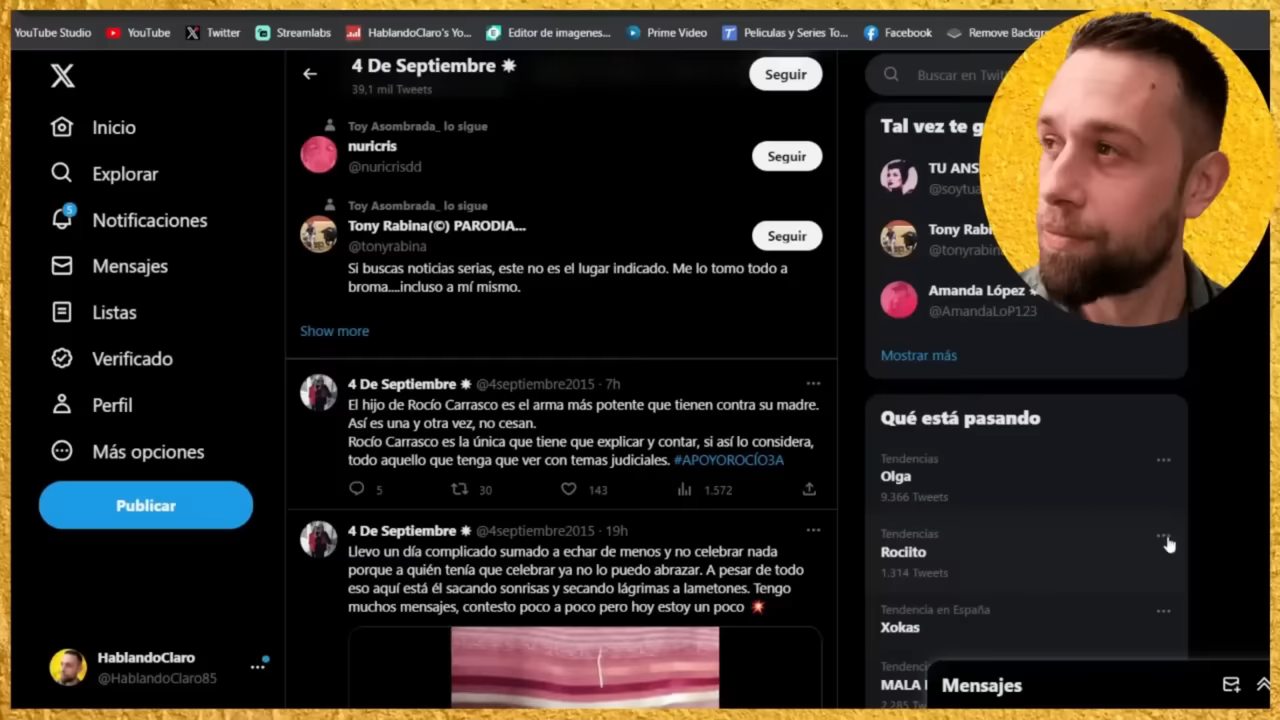 YouTube Studio
YouTube
Twitter
Streamlabs
HablandoClaro's Yo...
Editor de imagenes...
Prime Video
Peliculas y Series To...
Facebook
Remove Backgr
Inicio
Explorar
5
Notificaciones
Mensajes
Listas
Verificado
Perfil
Más opciones
Publicar
HablandoClaro
@HablandoClaro85
4 De Septiembre
39,1 mil Tweets
Seguir
Toy Asombrada_ lo sigue
nuricris
@nuricrisdd
Seguir
Toy Asombrada_ lo sigue
Tony Rabina(©) PARODIA...
@tonyrabina
Seguir
Si buscas noticias serias, este no es el lugar indicado. Me lo tomo todo a
broma....incluso a mí mismo.
Show more
4 De Septiembre @4septiembre2015 · 7h
El hijo de Rocío Carrasco es el arma más potente que tienen contra su madre.
Así es una y otra vez, no cesan.
Rocío Carrasco es la única que tiene que explicar y contar, si así lo considera,
todo aquello que tenga que ver con temas judiciales. #APOYOROCÍO3A
5 30 143 1.572
4 De Septiembre @4septiembre2015 · 19h
Llevo un día complicado sumado a echar de menos y no celebrar nada
porque a quién tenía que celebrar ya no lo puedo abrazar. A pesar de todo
eso aquí está él sacando sonrisas y secando lágrimas a lametones. Tengo
muchos mensajes, contesto poco a poco pero hoy estoy un poco
Buscar en Twi
Tal vez te g
TU ANS
@soytua
Tony Rabi
@tonyrabin
Amanda López
@AmandaLoP123
Mostrar más
Qué está pasando
Tendencias
Olga
9.366 Tweets
Tendencias
Rociito
1.314 Tweets
Tendencia en España
Xokas
Tendenc
MALA
2.285 Tw
Mensajes